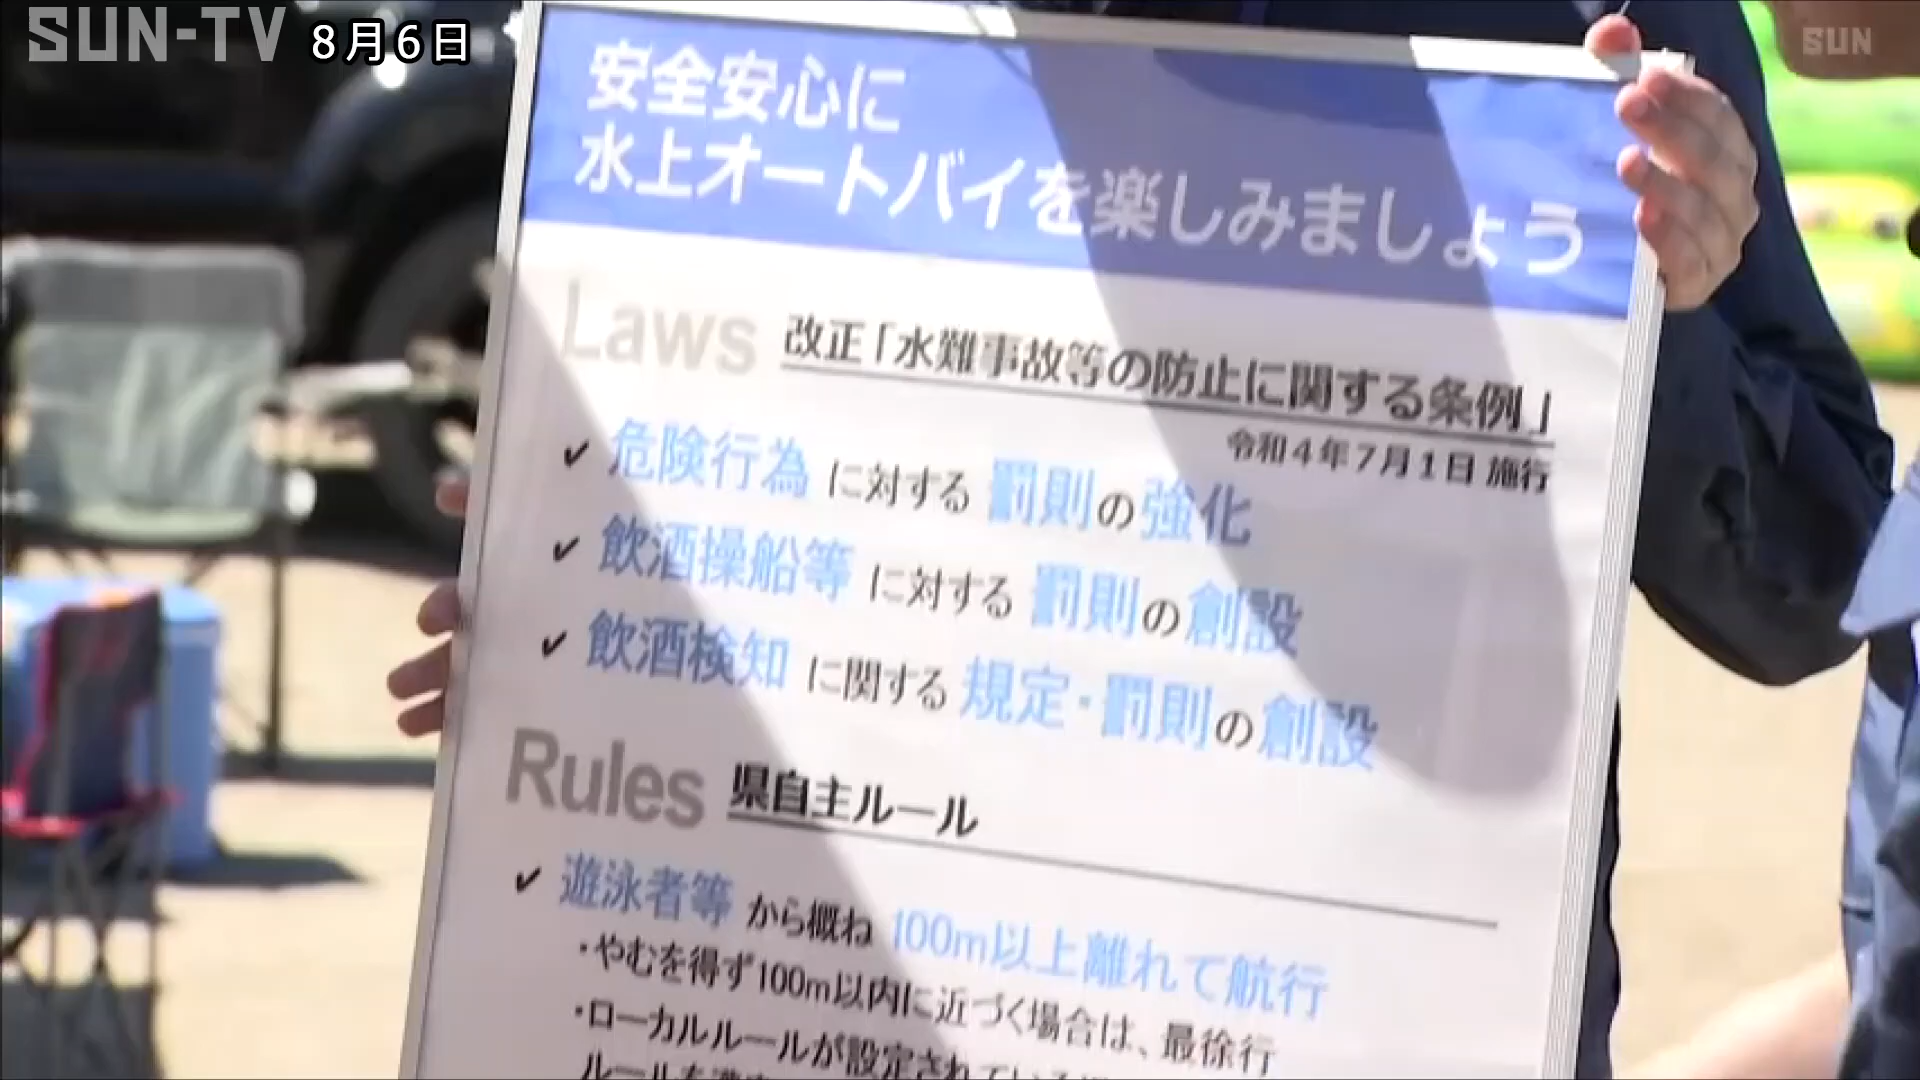 SUN-TV 8月6日
SUN
安全安心に
水上オートバイを楽しみましょう
Laws 改正「水難事故等の防止に関する条例」
令和4年7月1日 施行
✔ 危険行為 に対する 罰則の強化
✔ 飲酒操船等 に対する 罰則の創設
✔ 飲酒検知 に関する 規定・罰則の創設
Rules 県自主ルール
✔ 遊泳者等 から概ね 100m以上離れて航行
・やむを得ず100m以内に近づく場合は、最徐行
・ローカルルールが設定されている
ルールを